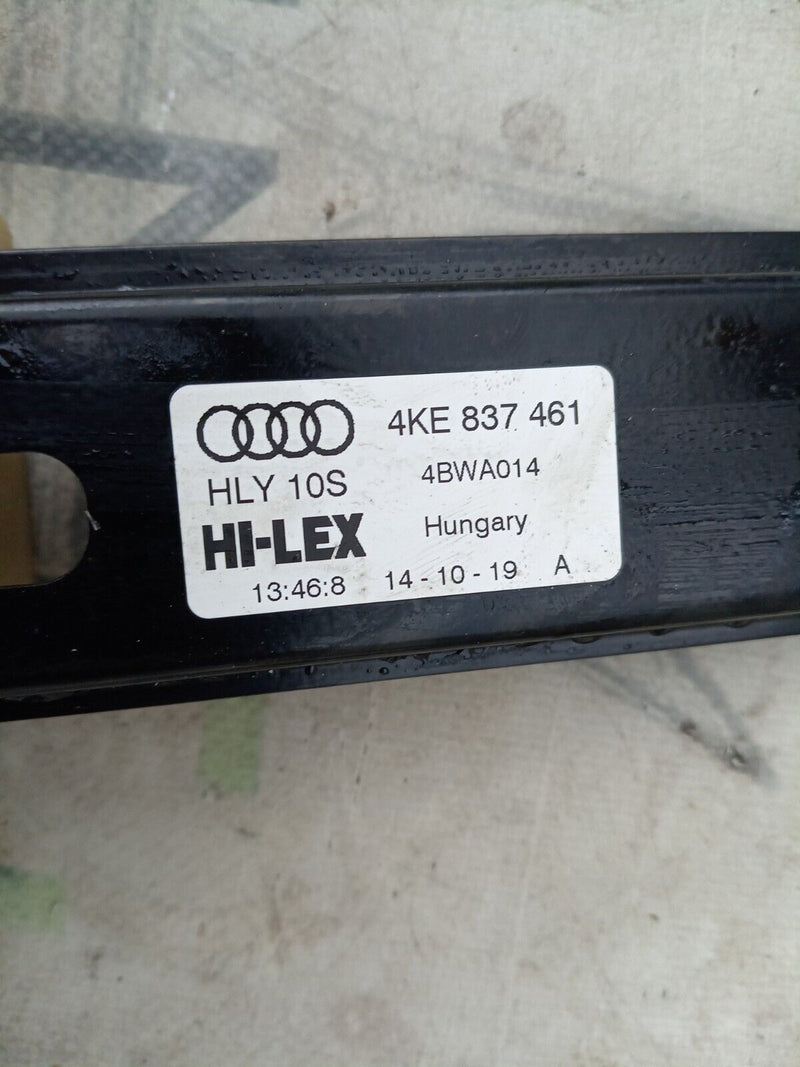 4KE 837 461
HLY 10S
4BWA014
HI-LEX
Hungary
13:46:8 14-10-19 A